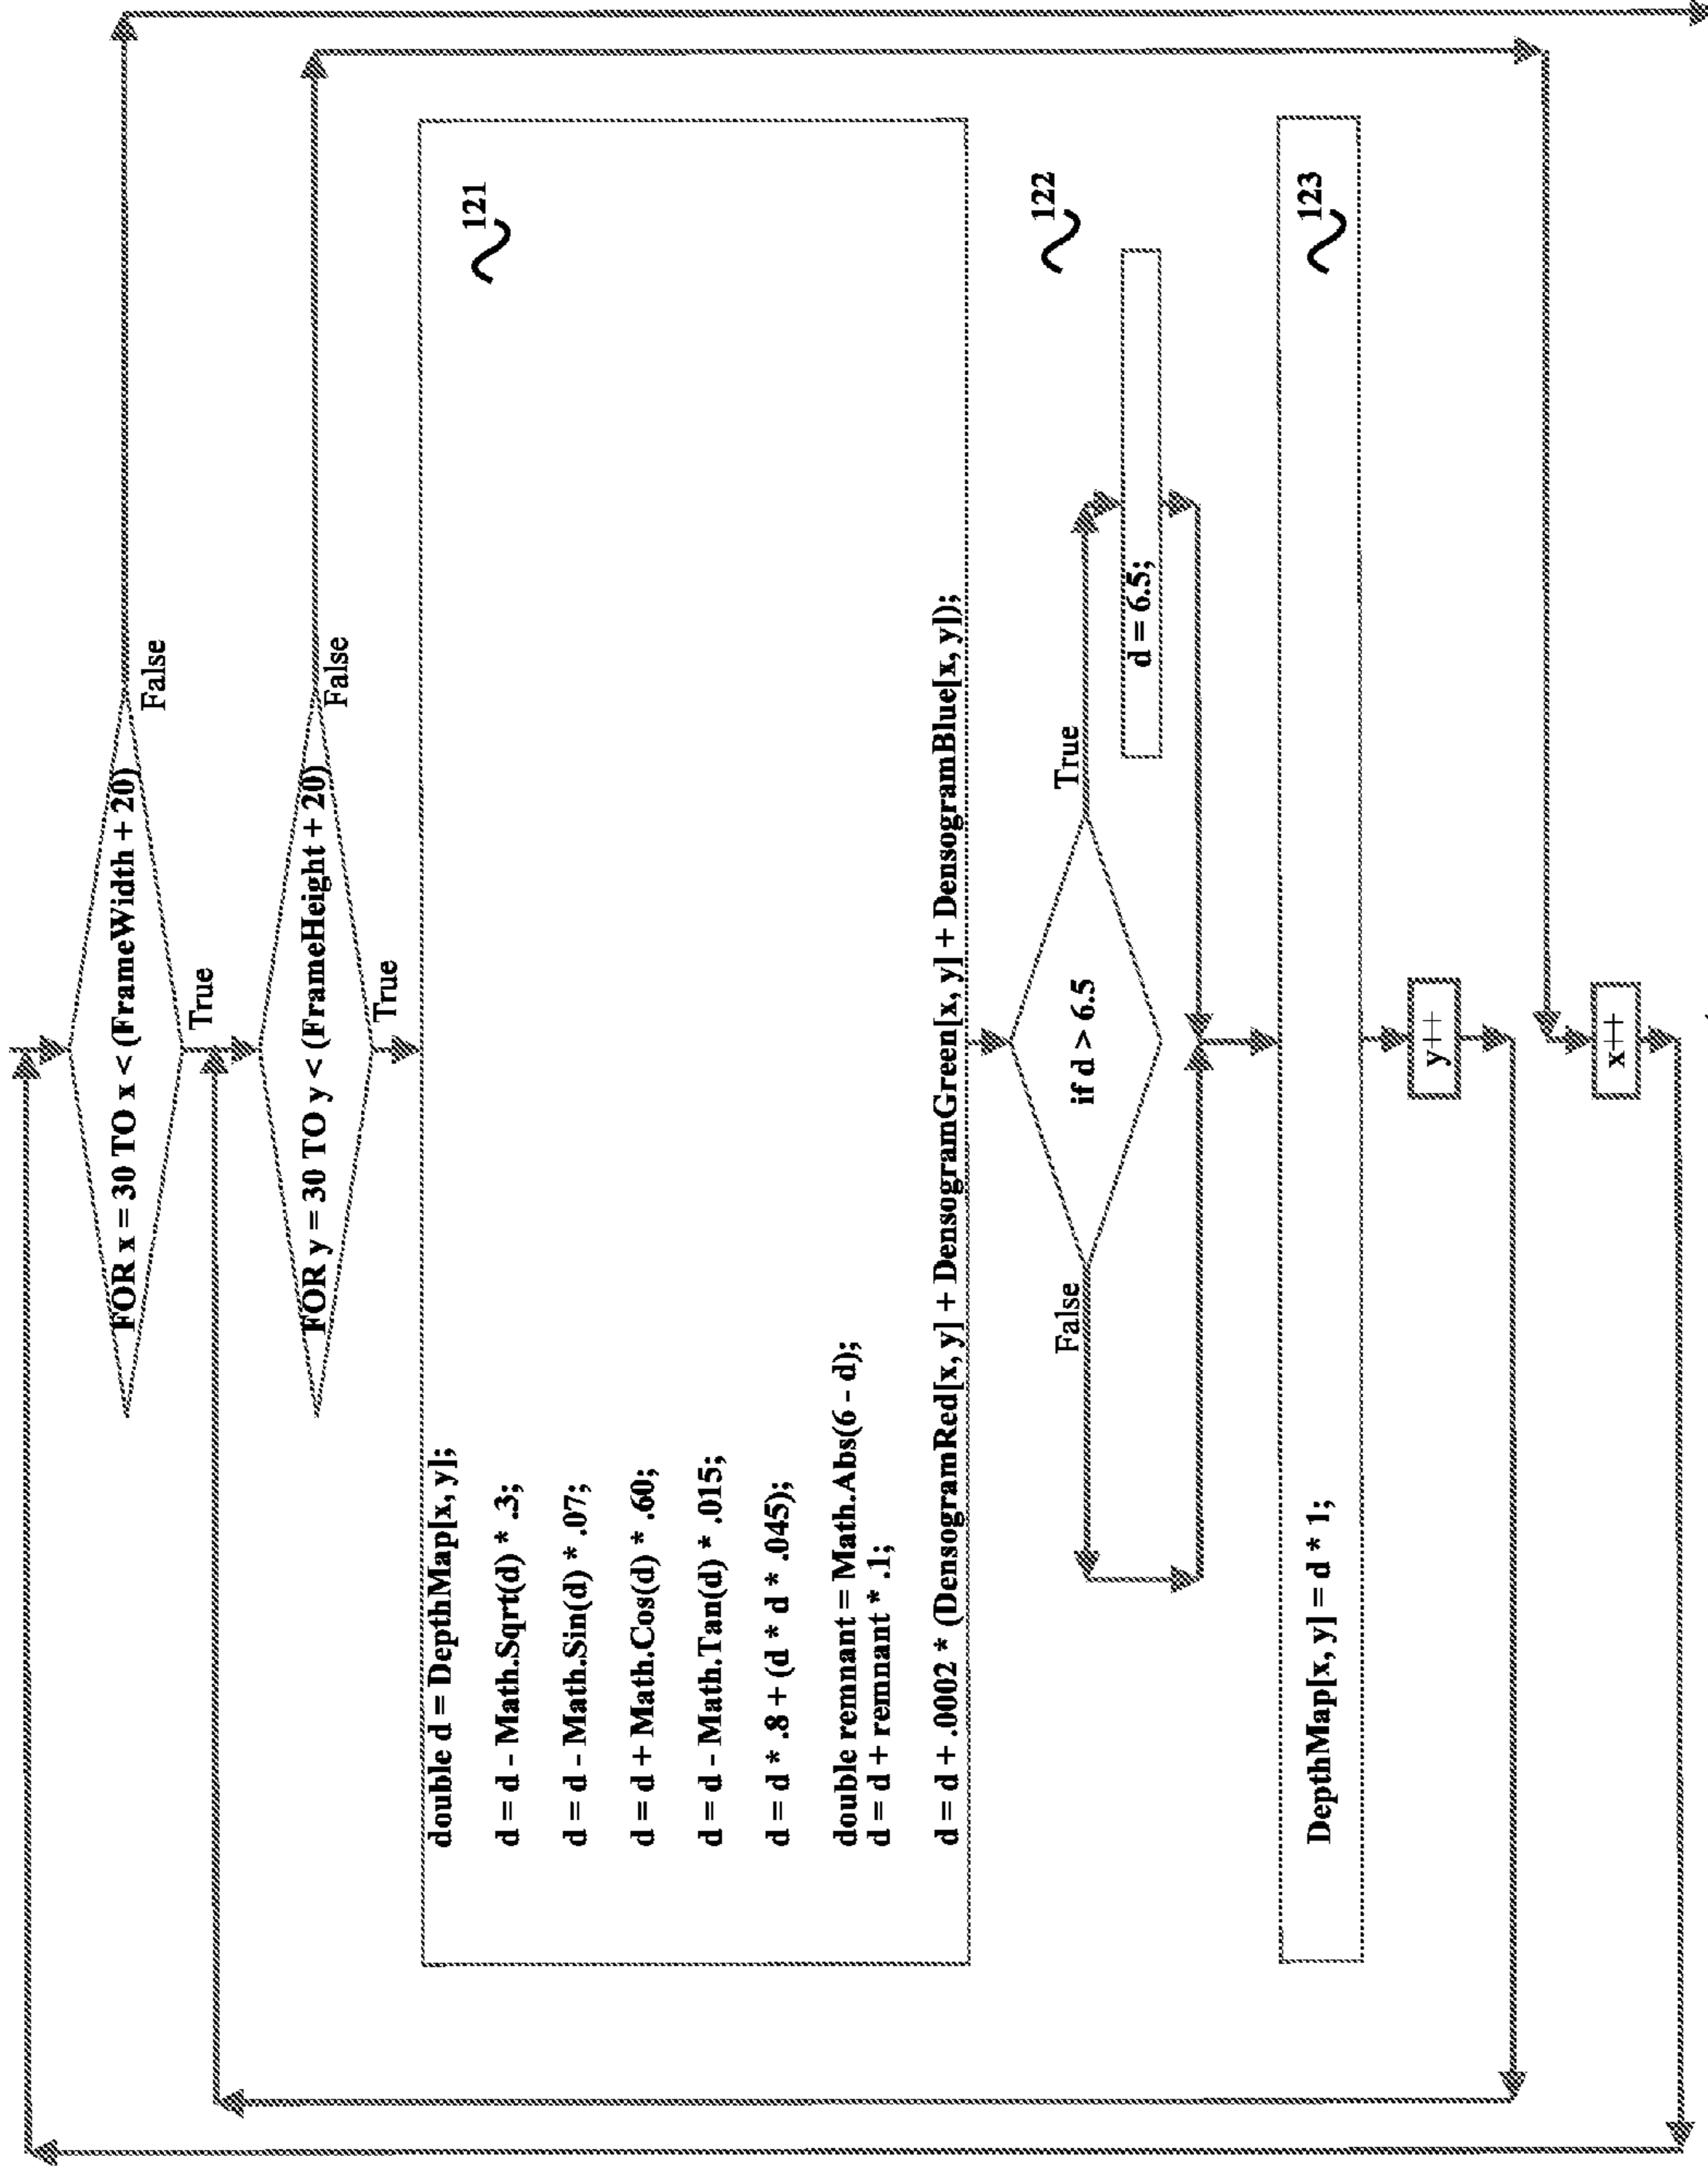 FOR x = 30 TO x < (FrameWidth + 20)
False
True
FOR y = 30 TO y < (FrameHeight + 20)
False
True
121
double d = DepthMap[x, y];
d = d - Math.Sqrt(d) * .3;
d = d - Math.Sin(d) * .07;
d = d + Math.Cos(d) * .60;
d = d - Math.Tan(d) * .015;
d = d * .8 + (d * d * .045);
double remnant = Math.Abs(6 - d);
d = d + remnant * .1;
d = d + .0002 * (DensogramRed[x, y] + DensogramGreen[x, y] + DensogramBlue[x, y]);
122
False
if d > 6.5
True
d = 6.5;
123
DepthMap[x, y] = d * 1;
y++
x++